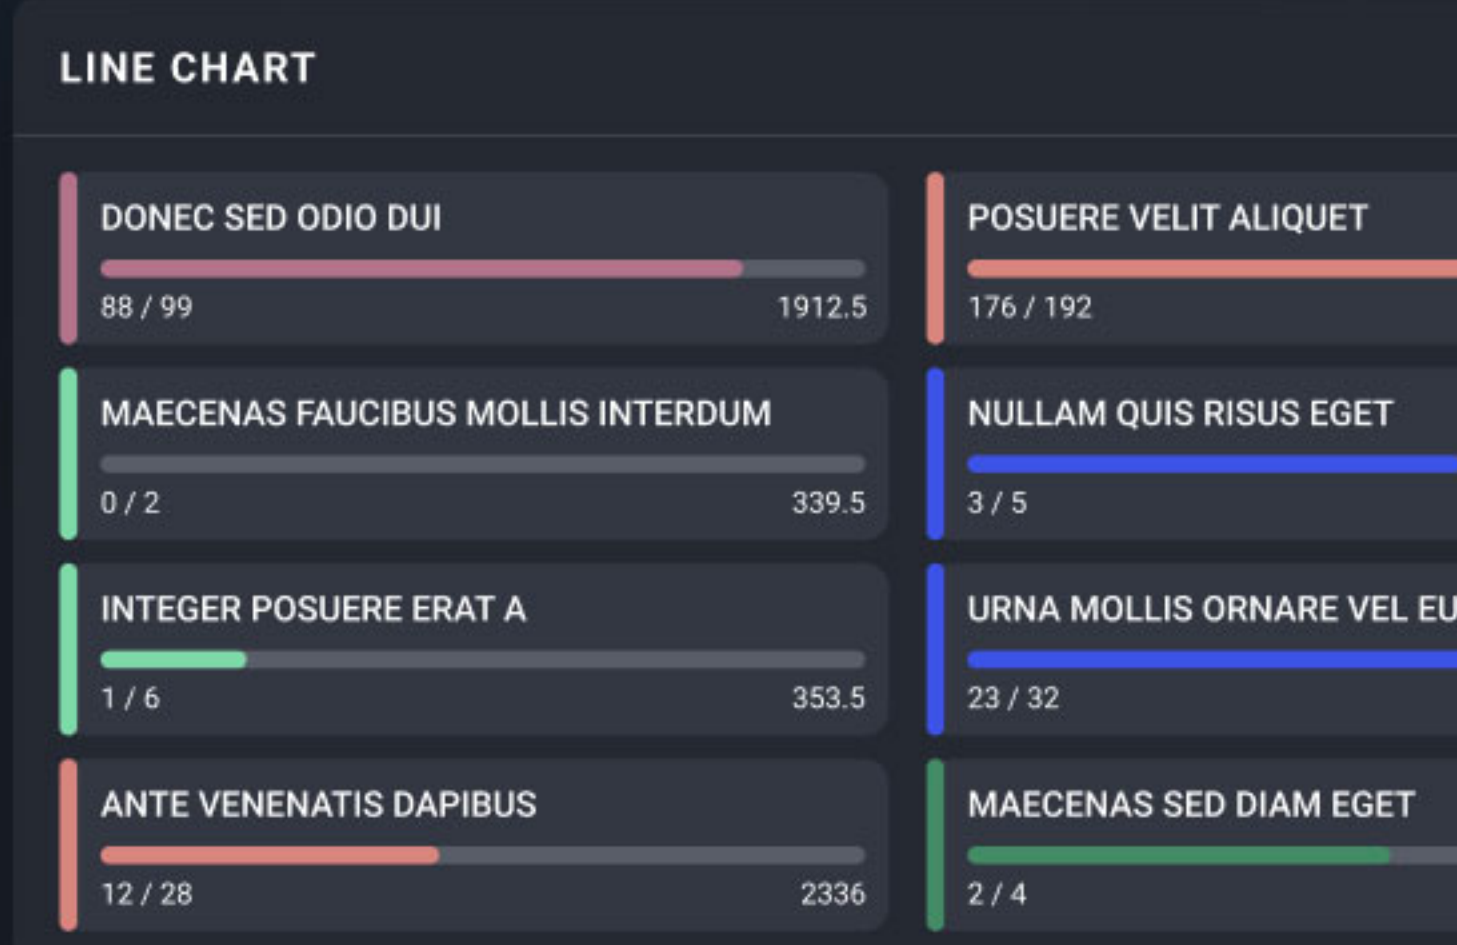 LINE CHART
DONEC SED ODIO DUI
88 / 99
1912.5
POSUERE VELIT ALIQUET
176 / 192
MAECENAS FAUCIBUS MOLLIS INTERDUM
0 / 2
339.5
NULLAM QUIS RISUS EGET
3 / 5
INTEGER POSUERE ERAT A
1 / 6
353.5
URNA MOLLIS ORNARE VEL EU
23 / 32
ANTE VENENATIS DAPIBUS
12 / 28
2336
MAECENAS SED DIAM EGET
2 / 4